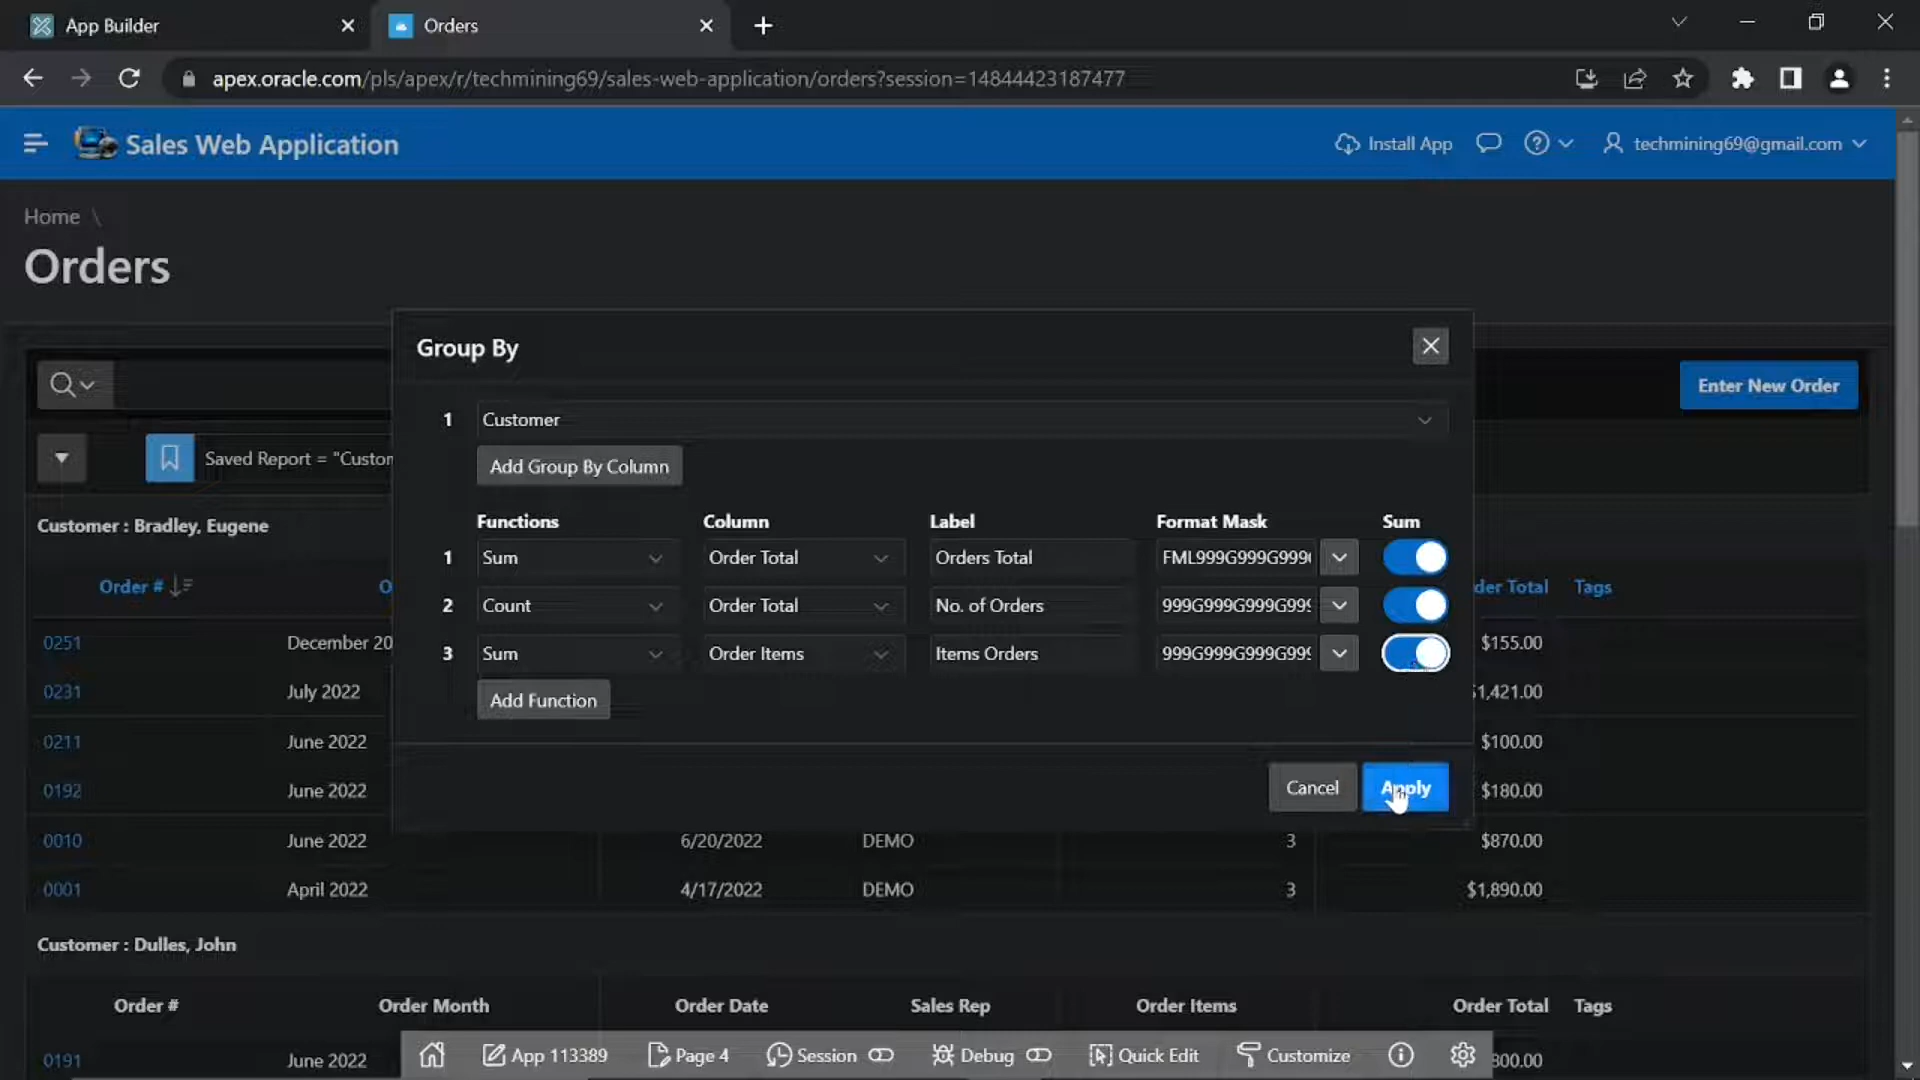 App Builder
Orders
apex.oracle.com/pls/apex/r/techmining69/sales-web-application/orders?session=14844423187477
Sales Web Application
Install App
techmining69@gmail.com
Home \
Orders
Group By
Enter New Order
1 Customer
Add Group By Column
Saved Report = "Custon
Functions Column Label Format Mask Sum
Customer : Bradley, Eugene
1 Sum Order Total Orders Total FML999G999G999
Order # O der Total Tags
2 Count Order Total No. of Orders 999G999G999G999
0251 December 20 $155.00
3 Sum Order Items Items Orders 999G999G999G999
0231 July 2022 $1,421.00
Add Function
0211 June 2022 $100.00
Cancel Apply
0192 June 2022 $180.00
0010 June 2022 6/20/2022 DEMO 3 $870.00
0001 April 2022 4/17/2022 DEMO 3 $1,890.00
Customer : Dulles, John
Order # Order Month Order Date Sales Rep Order Items Order Total Tags
0191 June 2022 800.00
App 113389 Page 4 Session Debug Quick Edit Customize